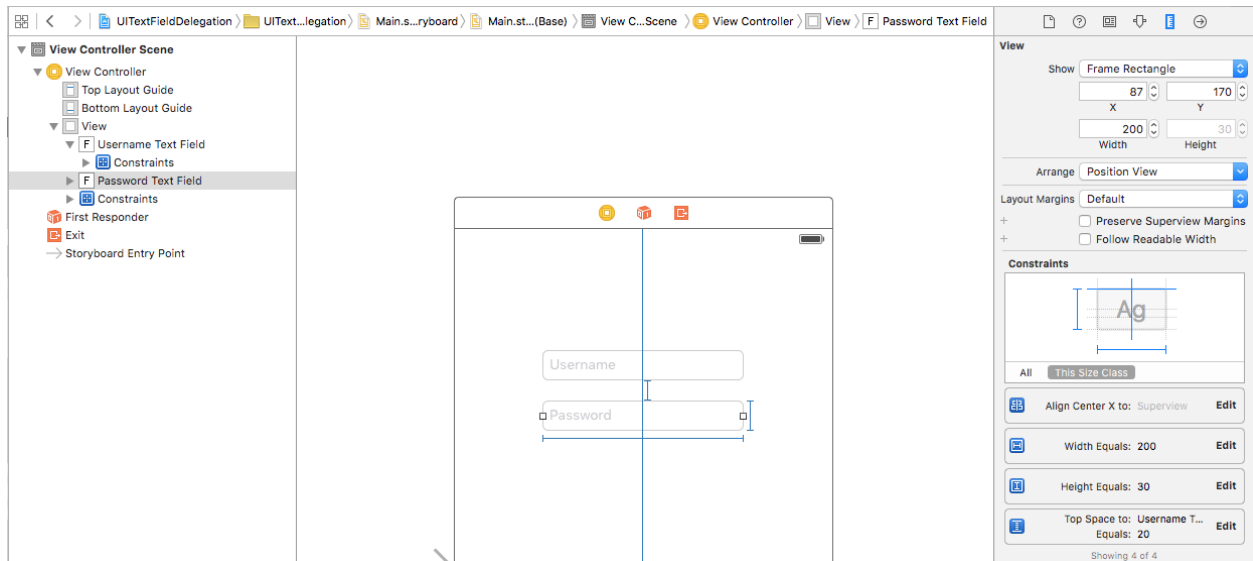 UITextFieldDelegation UIText...legation Main.s...ryboard Main.st...(Base) View C...Scene View Controller View F Password Text Field
View Controller Scene
View Controller
Top Layout Guide
Bottom Layout Guide
View
F Username Text Field
Constraints
F Password Text Field
Constraints
First Responder
Exit
Storyboard Entry Point
Username
Password
View
Show Frame Rectangle
87 170
X Y
200 30
Width Height
Arrange Position View
Layout Margins Default
Preserve Superview Margins
Follow Readable Width
Constraints
Ag
All This Size Class
Align Center X to: Superview Edit
Width Equals: 200 Edit
Height Equals: 30 Edit
Top Space to: Username T... Edit
Equals: 20
Showing 4 of 4